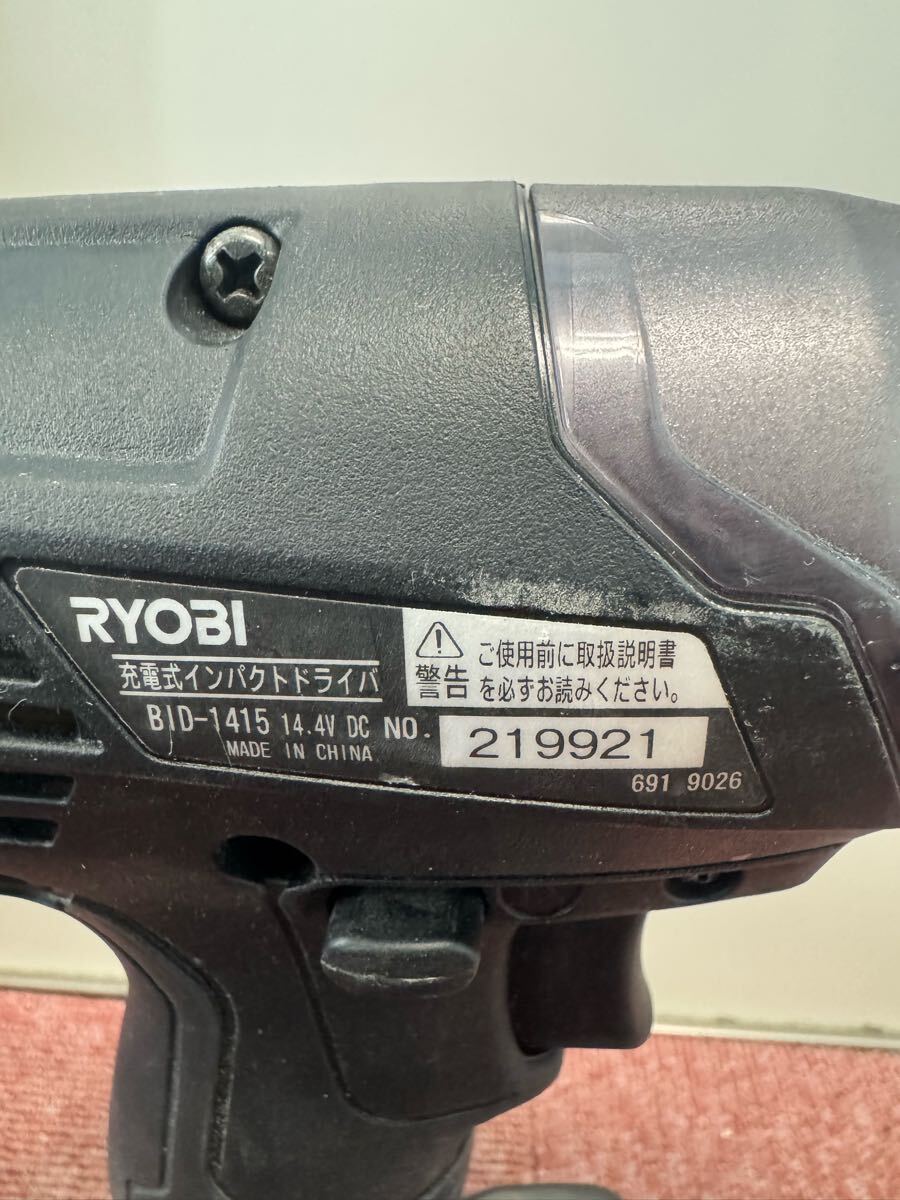 RYOBI
充電式インパクトドライバ
BID-1415 14.4V DC NO. 219921
MADE IN CHINA
警告
ご使用前に取扱説明書
を必ずお読みください。
691 9026